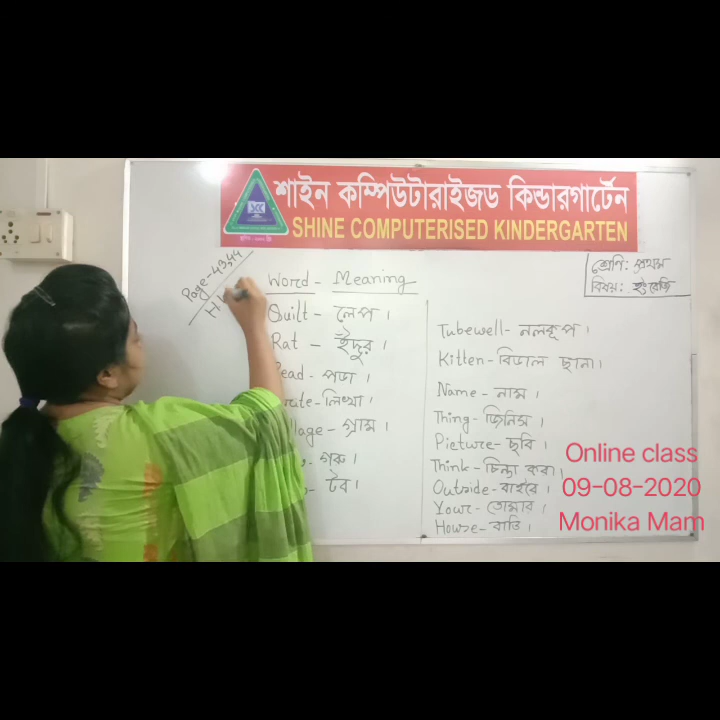 শাইন কম্পিউটারাইজড কিন্ডারগার্টেন
SHINE COMPUTERISED KINDERGARTEN
শ্রেণি: প্রথম
বিষয়: ইংরেজি
Page-43,44
H.
Word - Meaning
Quilt - লেপ ।
Rat - ইঁদুর ।
ead - পড়া ।
লিখা ।
llage - গ্রাম ।
গরু ।
টব ।
Tubewell - নলকূপ ।
Kitten - বিড়াল ছানা ।
Name - নাম ।
Thing - জিনিস ।
Picture - ছবি ।
Think - চিন্তা করা ।
Outside - বাইরে ।
Your - তোমার ।
House - বাড়ি ।
Online class
09-08-2020
Monika Mam